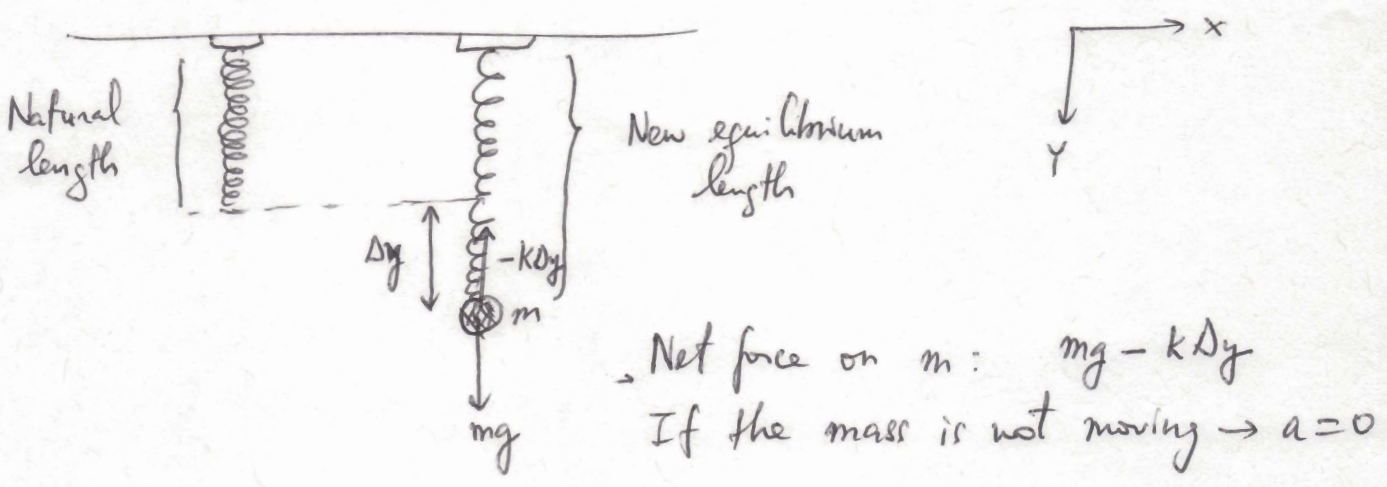 Natural
length
New equilibrium
length
X
Y
Δy
-kΔy
m
mg
Net force on m: mg - kΔy
If the mass is not moving → a = 0